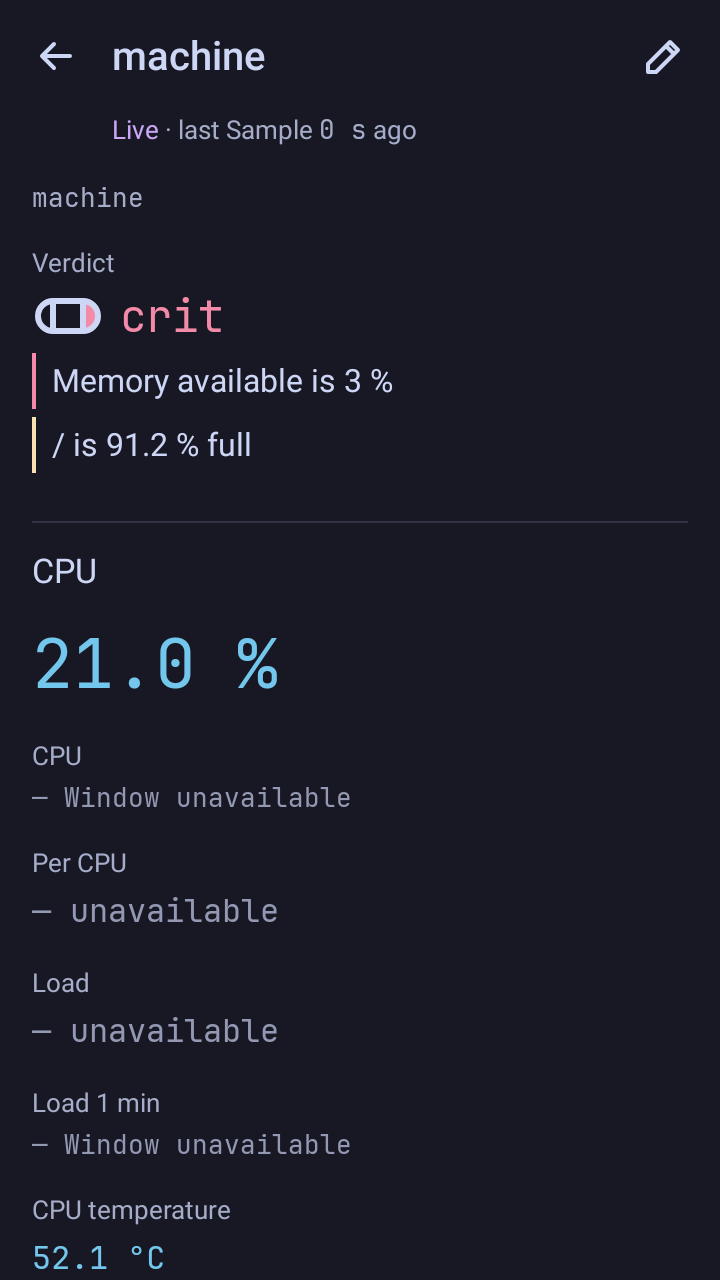 machine
Live · last Sample 0 s ago
machine
Verdict
crit
Memory available is 3 %
/ is 91.2 % full
CPU
21.0 %
CPU
— Window unavailable
Per CPU
— unavailable
Load
— unavailable
Load 1 min
— Window unavailable
CPU temperature
52.1 °C